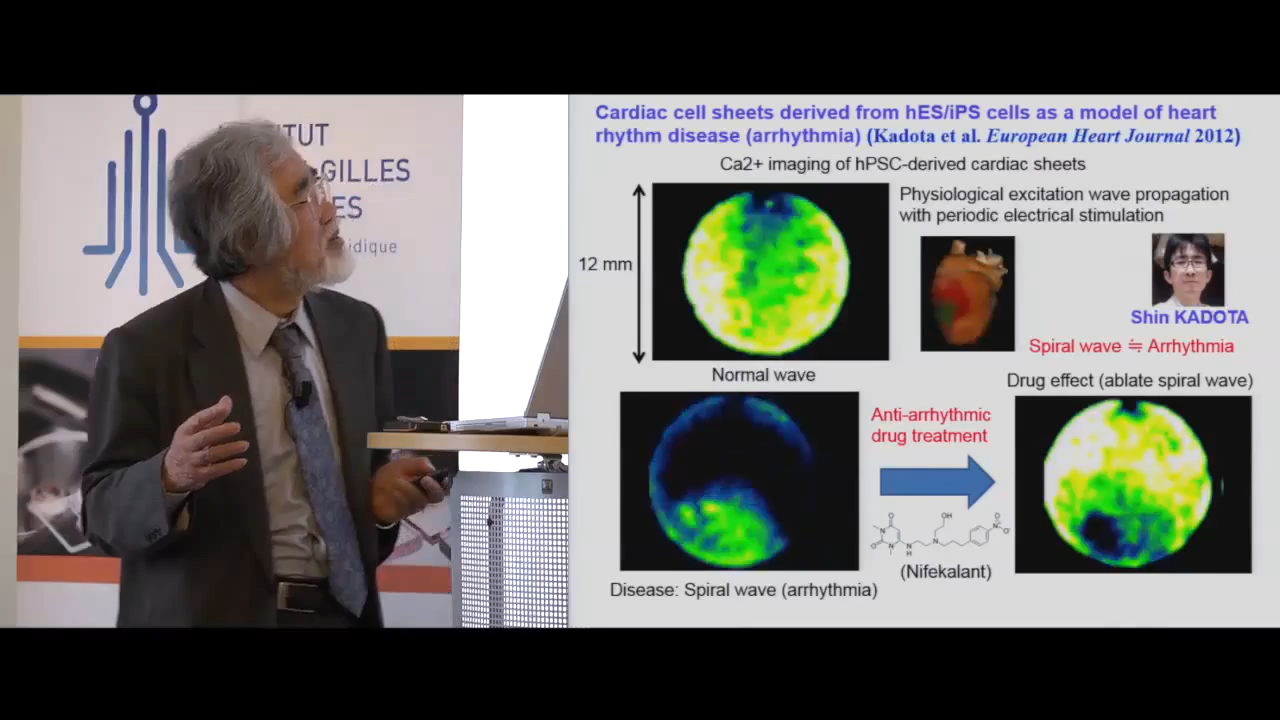 TUT
GILLES
ES
idique
Cardiac cell sheets derived from hES/iPS cells as a model of heart
rhythm disease (arrhythmia) (Kadota et al. European Heart Journal 2012)
Ca2+ imaging of hPSC-derived cardiac sheets
Physiological excitation wave propagation
with periodic electrical stimulation
12 mm
Shin KADOTA
Spiral wave ≒ Arrhythmia
Normal wave
Drug effect (ablate spiral wave)
Anti-arrhythmic
drug treatment
(Nifekalant)
Disease: Spiral wave (arrhythmia)